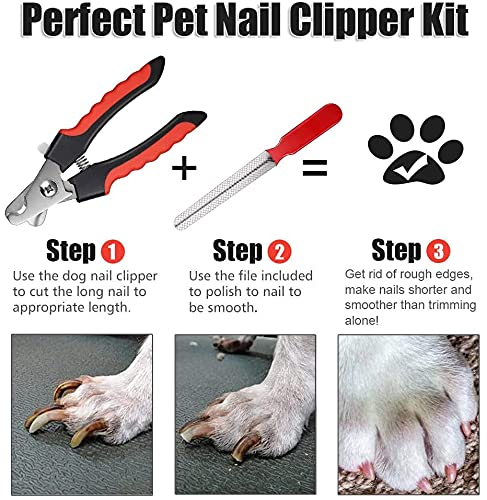 Perfect Pet Nail Clipper Kit
+
=
Step 1
Use the dog nail clipper
to cut the long nail to
appropriate length.
Step 2
Use the file included
to polish to nail to
be smooth.
Step 3
Get rid of rough edges,
make nails shorter and
smoother than trimming
alone!